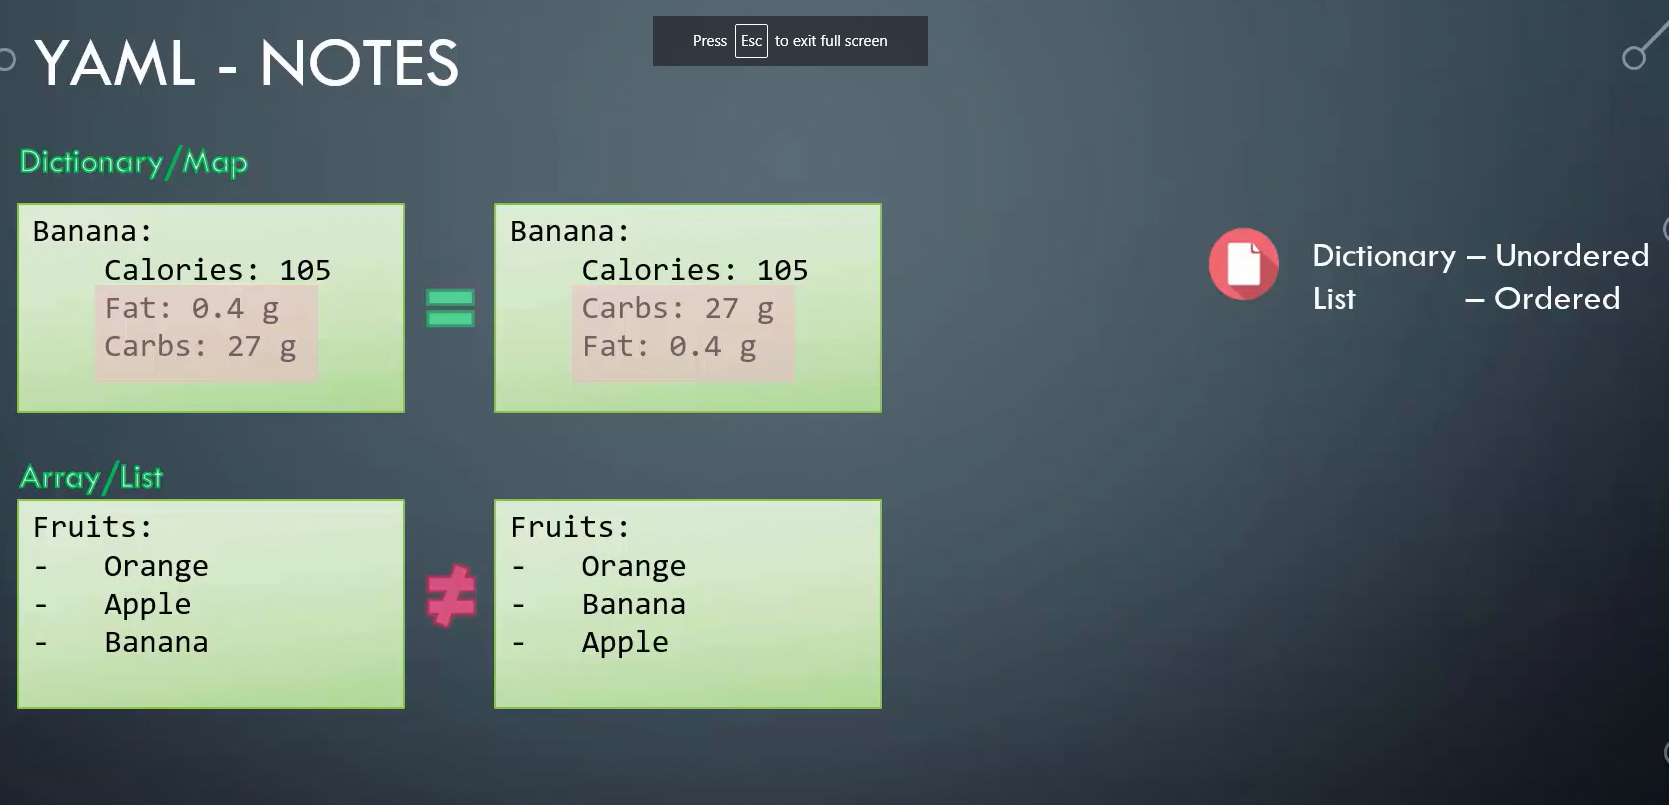 YAML - NOTES
Press Esc to exit full screen
Dictionary/Map
Banana:
Calories: 105
Fat: 0.4 g
Carbs: 27 g
=
Banana:
Calories: 105
Carbs: 27 g
Fat: 0.4 g
Dictionary – Unordered
List – Ordered
Array/List
Fruits:
- Orange
- Apple
- Banana
≠
Fruits:
- Orange
- Banana
- Apple